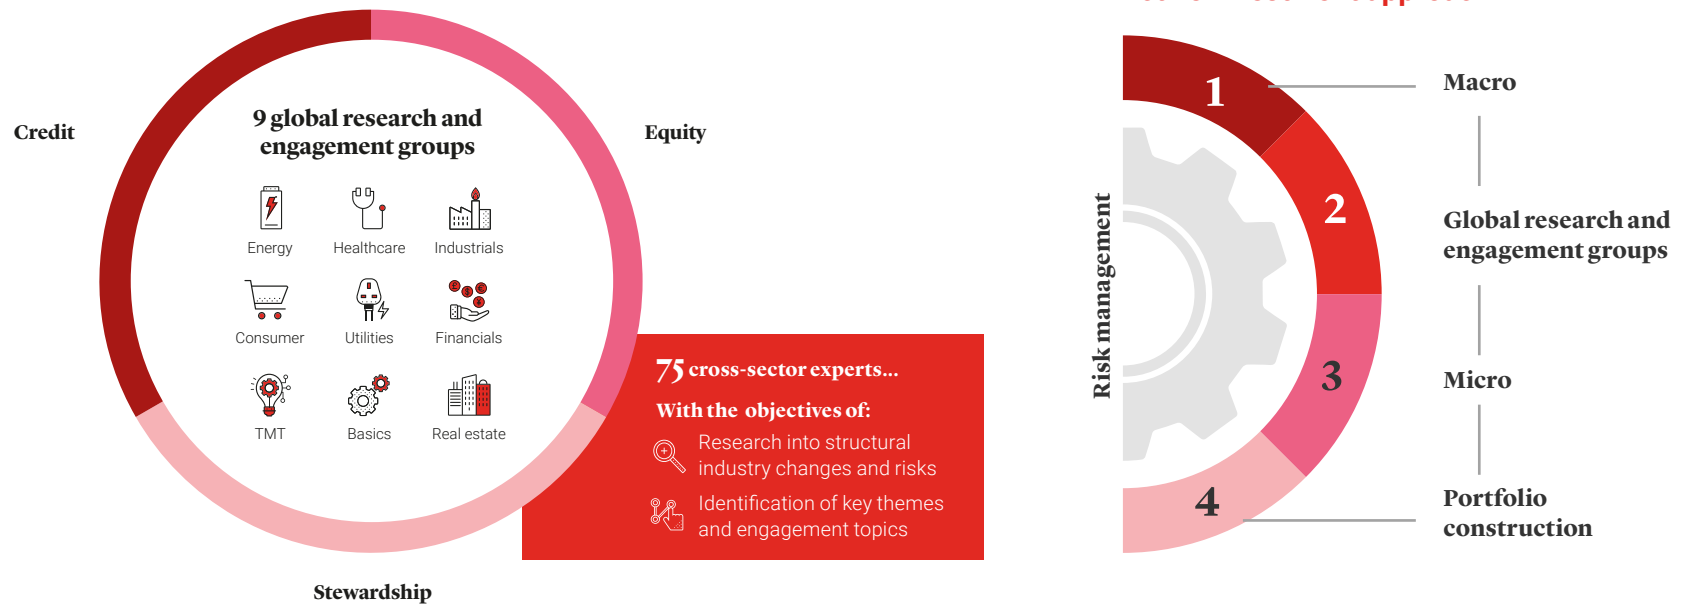 Credit
Equity
Stewardship
9 global research and
engagement groups
Energy
Healthcare
Industrials
Consumer
Utilities
Financials
TMT
Basics
Real estate
75 cross-sector experts...
With the objectives of:
Research into structural
industry changes and risks
Identification of key themes
and engagement topics
Risk management
1
Macro
2
Global research and
engagement groups
3
Micro
4
Portfolio
construction